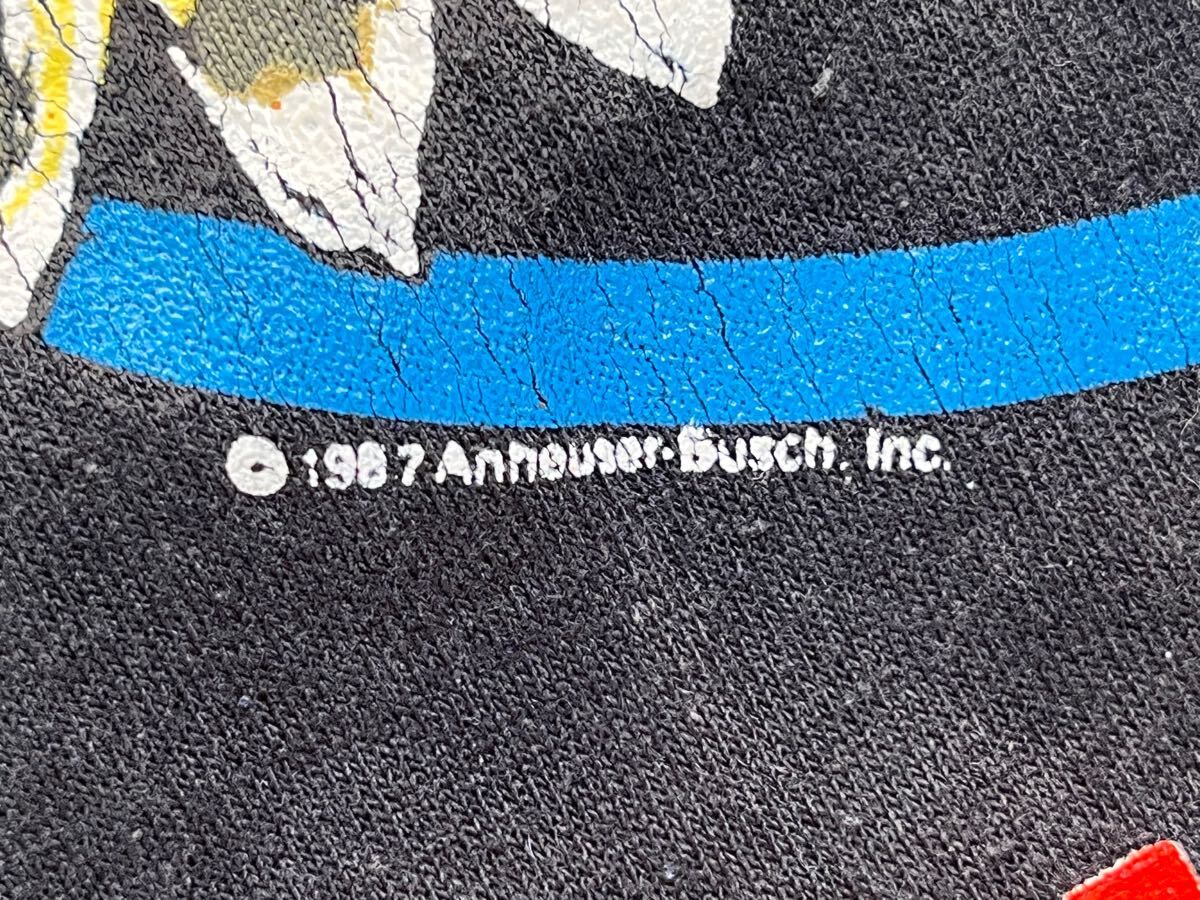 © 1987 Anheuser-Busch, Inc.